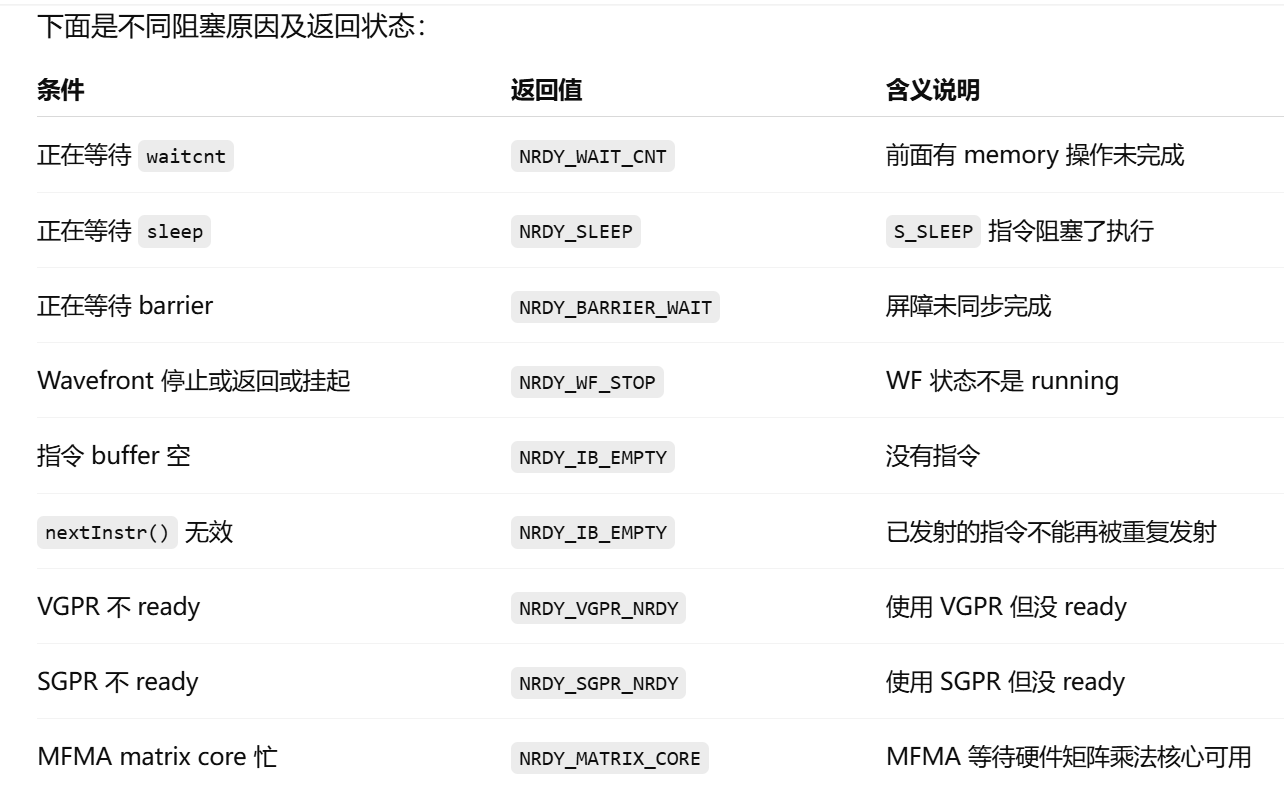 下面是不同阻塞原因及返回状态：
条件 返回值 含义说明
正在等待 waitcnt NRDY_WAIT_CNT 前面有 memory 操作未完成
正在等待 sleep NRDY_SLEEP S_SLEEP 指令阻塞了执行
正在等待 barrier NRDY_BARRIER_WAIT 屏障未同步完成
Wavefront 停止或返回或挂起 NRDY_WF_STOP WF 状态不是 running
指令 buffer 空 NRDY_IB_EMPTY 没有指令
nextInstr() 无效 NRDY_IB_EMPTY 已发射的指令不能再被重复发射
VGPR 不 ready NRDY_VGPR_NRDY 使用 VGPR 但没 ready
SGPR 不 ready NRDY_SGPR_NRDY 使用 SGPR 但没 ready
MFMA matrix core 忙 NRDY_MATRIX_CORE MFMA 等待硬件矩阵乘法核心可用